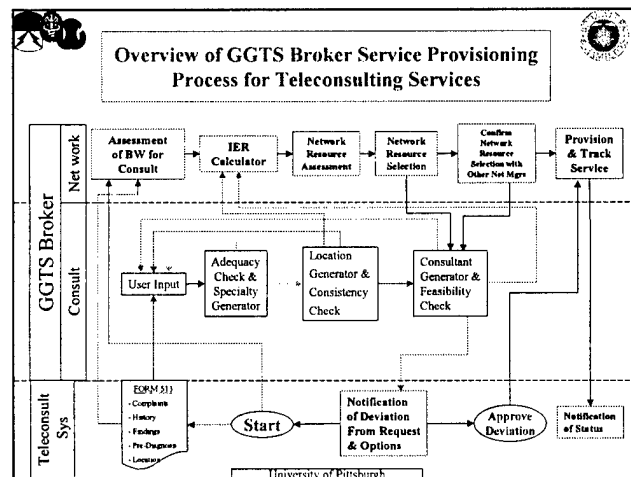 Overview of GGTS Broker Service Provisioning
Process for Teleconsulting Services
GGTS Broker
Net work
Assessment
of BW for
Consult
IER
Calculator
Network
Resource
Assessment
Network
Resource
Selection
Confirm
Network
Resource
Selection with
Other Net Mgrs
Provision
& Track
Service
Consult
User Input
Adequacy
Check &
Specialty
Generator
Location
Generator &
Consistency
Check
Consultant
Generator &
Feasibility
Check
Teleconsult
Sys
FORM 513
- Complaints
- History
- Findings
- Pre-Diagnosis
- Location
Start
Notification
of Deviation
From Request
& Options
Approve
Deviation
Notification
of Status
University of Pittsburgh